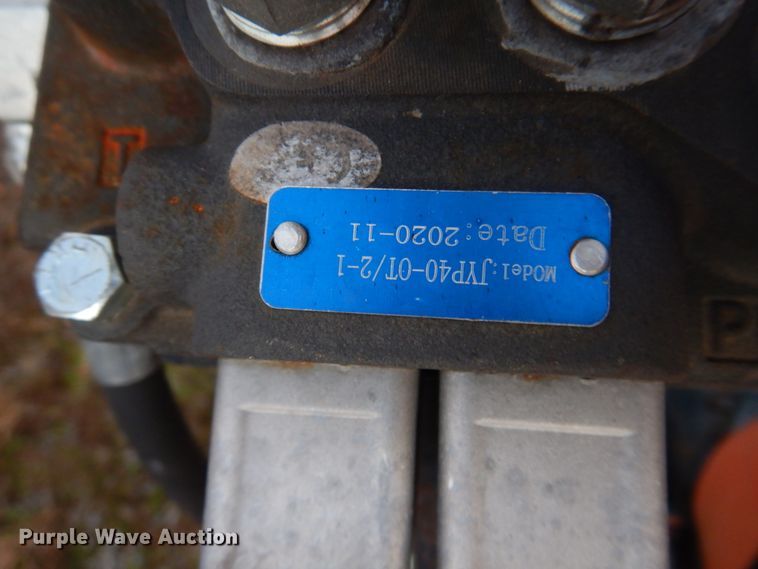 T
Model:JYP40-OT/2-1
Date:2020-11
P
Purple Wave Auction